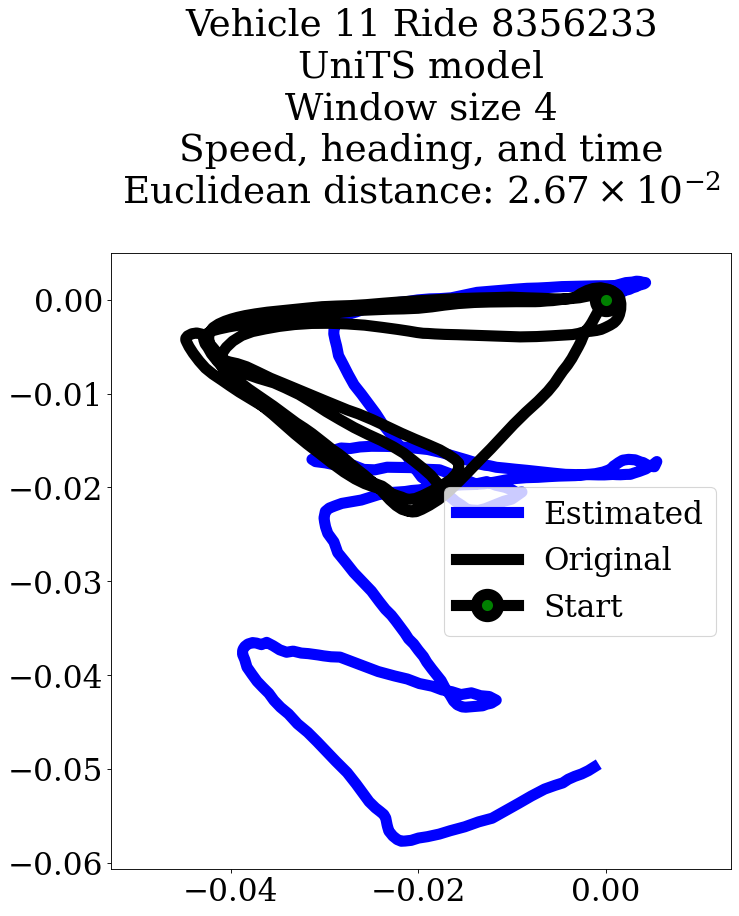 Vehicle 11 Ride 8356233
UniTS model
Window size 4
Speed, heading, and time
Euclidean distance: 2.67 × 10⁻²
0.00
−0.01
−0.02
−0.03
−0.04
−0.05
−0.06
Estimated
Original
Start
−0.04
−0.02
0.00